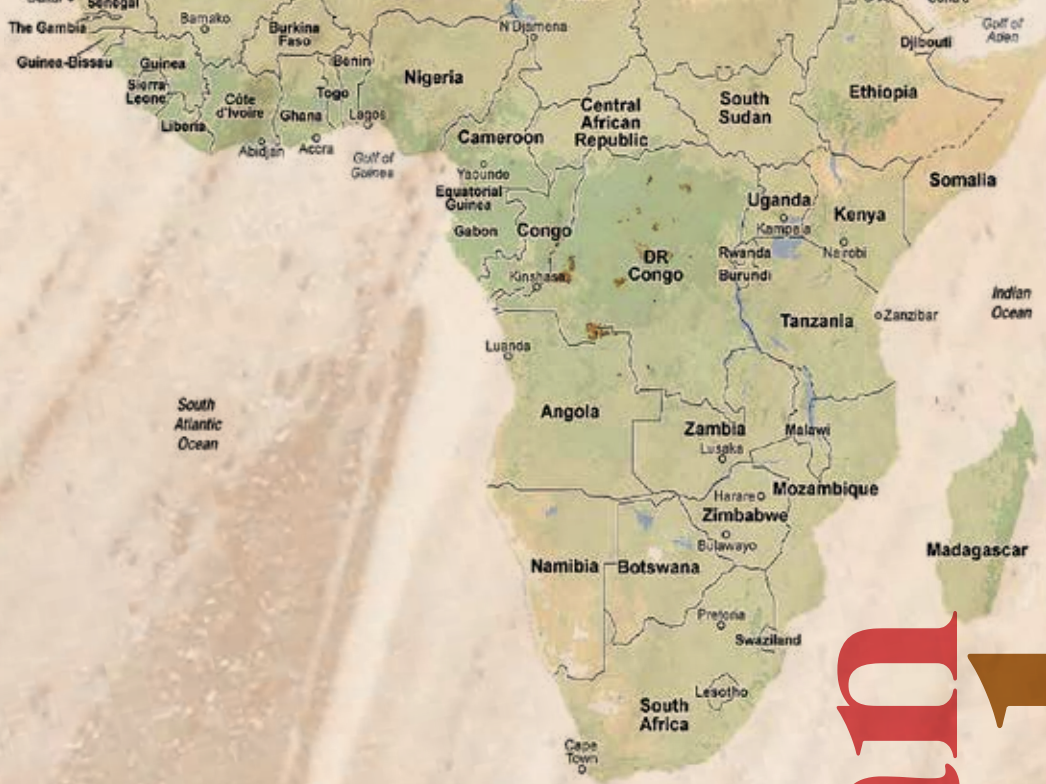 Senegal
Bamako
N'Djamena
The Gambia
Burkina
Faso
Gulf of
Aden
Djibouti
Guinea-Bissau
Guinea
Benin
Nigeria
Sierra
Leone
Togo
Ethiopia
Côte
d'Ivoire
Ghana
Lagos
Central
African
Republic
South
Sudan
Liberia
Abidjan
Accra
Cameroon
Gulf of
Guinea
Yaounde
Somalia
Equatorial
Guinea
Uganda
Kenya
Gabon
Congo
Kampala
Nairobi
DR
Congo
Rwanda
Burundi
Kinshasa
Indian
Ocean
Tanzania
Zanzibar
Luanda
South
Atlantic
Ocean
Angola
Zambia
Malawi
Lusaka
Harare
Mozambique
Zimbabwe
Bulawayo
Madagascar
Namibia
Botswana
Pretoria
Swaziland
Lesotho
South
Africa
Cape
Town